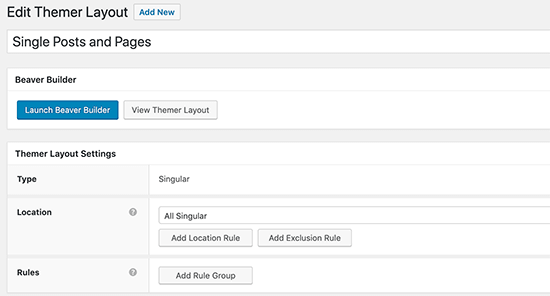 Edit Themer Layout Add New
Single Posts and Pages
Beaver Builder
Launch Beaver Builder View Themer Layout
Themer Layout Settings
Type Singular
Location ? All Singular
Add Location Rule Add Exclusion Rule
Rules ? Add Rule Group